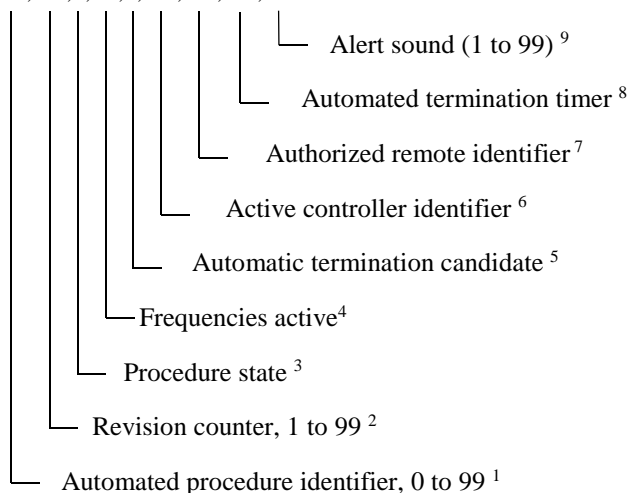 Alert sound (1 to 99) 9
Automated termination timer 8
Authorized remote identifier 7
Active controller identifier 6
Automatic termination candidate 5
Frequencies active4
Procedure state 3
Revision counter, 1 to 99 2
Automated procedure identifier, 0 to 99 1